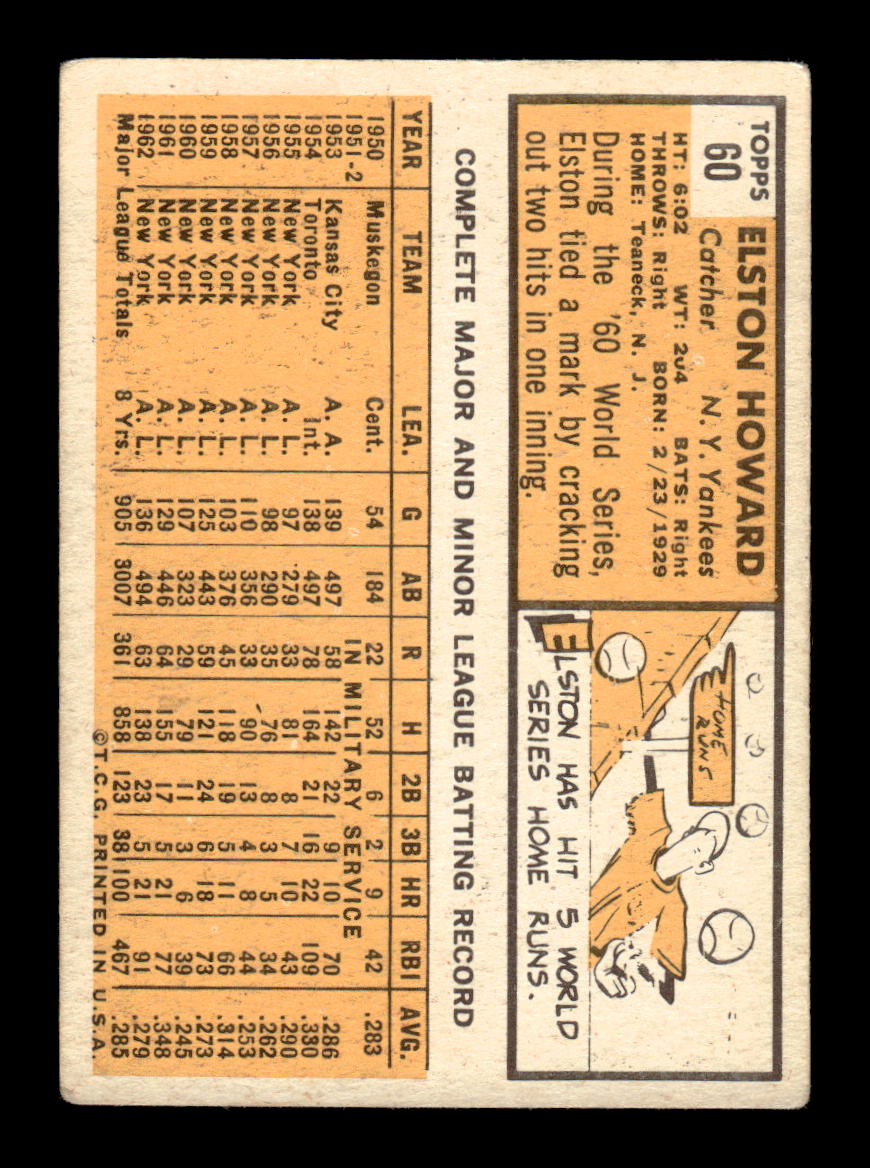 TOPPS
60
ELSTON HOWARD
Catcher N. Y. Yankees
HT: 6:02 WT: 204 BATS: Right
THROWS: Right BORN: 2/23/1929
HOME: Teaneck, N. J.
During the '60 World Series,
Elston tied a mark by cracking
out two hits in one inning.
HOME
RUNS
ELSTON HAS HIT 5 WORLD
SERIES HOME RUNS.
COMPLETE MAJOR AND MINOR LEAGUE BATTING RECORD
YEAR TEAM LEA. G AB R H 2B 3B HR RBI AVG.
1950 Muskegon Cent. 54 184 22 52 6 2 9 42 .283
1951-2 IN MILITARY SERVICE
1953 Kansas City A. A. 139 497 58 142 22 9 10 70 .286
1954 Toronto Int. 138 497 78 164 21 16 22 109 .330
1955 New York A. L. 97 279 33 81 8 7 10 43 .290
1956 New York A. L. 98 290 35 76 8 3 5 34 .262
1957 New York A. L. 110 356 33 90 13 4 8 44 .253
1958 New York A. L. 103 376 45 118 19 5 11 66 .314
1959 New York A. L. 125 443 59 121 24 6 18 73 .273
1960 New York A. L. 107 323 29 79 11 3 6 39 .245
1961 New York A. L. 129 446 64 155 17 5 21 77 .348
1962 New York A. L. 136 494 63 138 23 5 21 91 .279
Major League Totals 8 Yrs. 905 3007 361 858 123 38 100 467 .285
©T.C.G. PRINTED IN U.S.A.